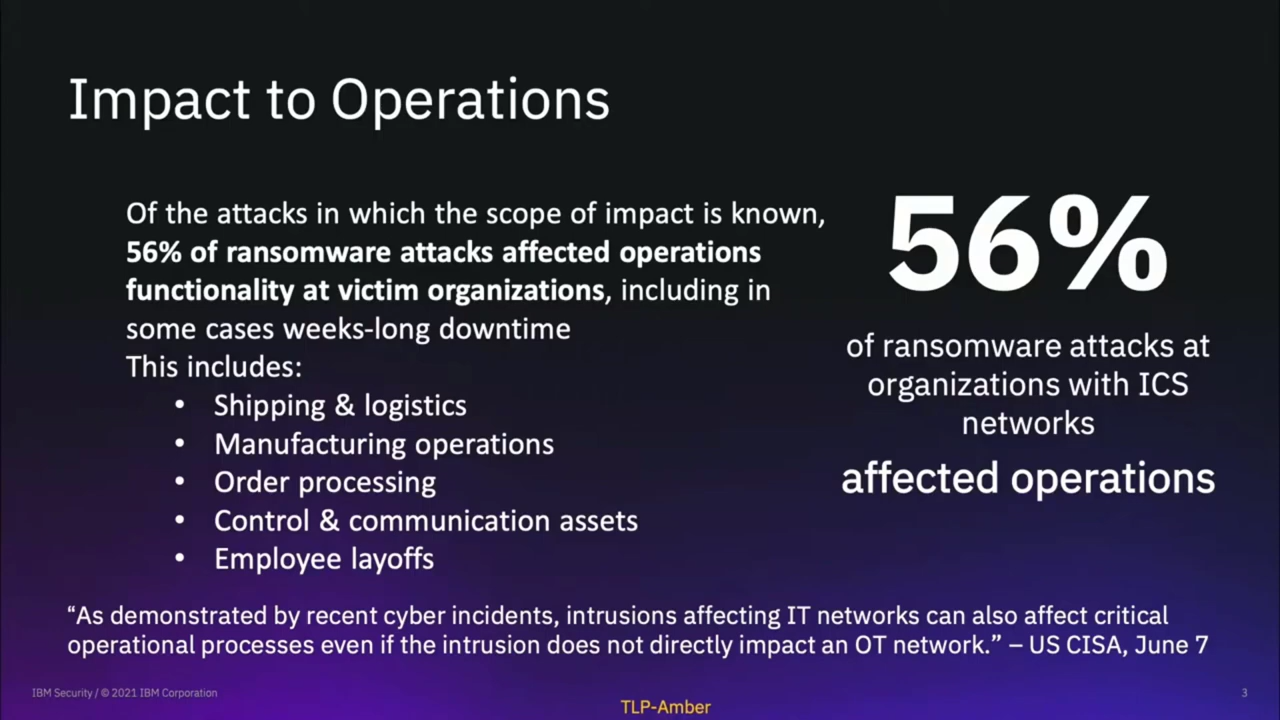 Impact to Operations
Of the attacks in which the scope of impact is known,
56% of ransomware attacks affected operations
functionality at victim organizations, including in
some cases weeks-long downtime
This includes:
• Shipping & logistics
• Manufacturing operations
• Order processing
• Control & communication assets
• Employee layoffs
56%
of ransomware attacks at
organizations with ICS
networks
affected operations
“As demonstrated by recent cyber incidents, intrusions affecting IT networks can also affect critical
operational processes even if the intrusion does not directly impact an OT network.” – US CISA, June 7
IBM Security / © 2021 IBM Corporation
TLP-Amber
3